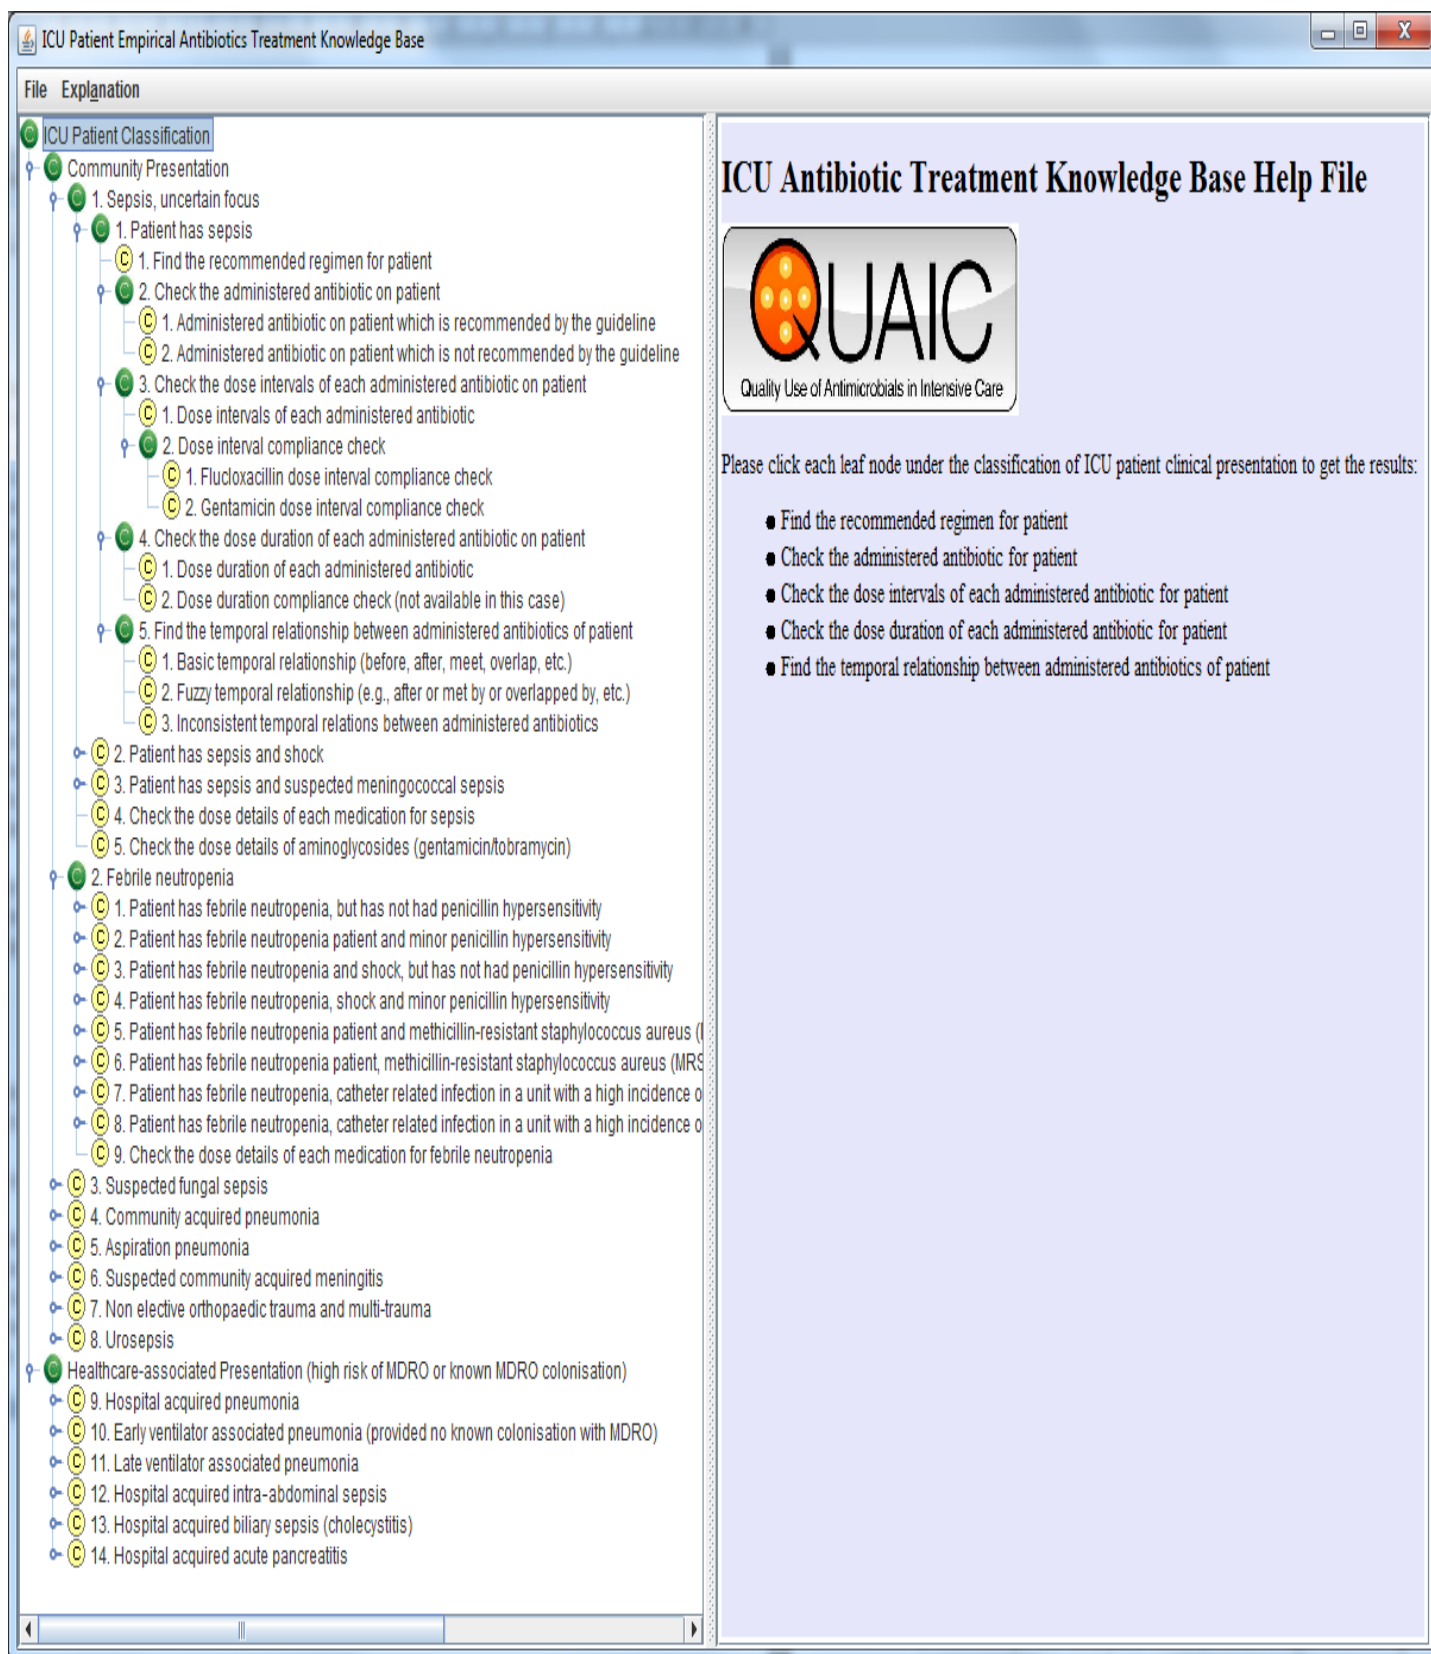 ICU Patient Empirical Antibiotics Treatment Knowledge Base
File Explanation
ICU Patient Classification
Community Presentation
1. Sepsis, uncertain focus
1. Patient has sepsis
1. Find the recommended regimen for patient
2. Check the administered antibiotic on patient
1. Administered antibiotic on patient which is recommended by the guideline
2. Administered antibiotic on patient which is not recommended by the guideline
3. Check the dose intervals of each administered antibiotic on patient
1. Dose intervals of each administered antibiotic
2. Dose interval compliance check
1. Flucloxacillin dose interval compliance check
2. Gentamicin dose interval compliance check
4. Check the dose duration of each administered antibiotic on patient
1. Dose duration of each administered antibiotic
2. Dose duration compliance check (not available in this case)
5. Find the temporal relationship between administered antibiotics of patient
1. Basic temporal relationship (before, after, meet, overlap, etc.)
2. Fuzzy temporal relationship (e.g., after or met by or overlapped by, etc.)
3. Inconsistent temporal relations between administered antibiotics
2. Patient has sepsis and shock
3. Patient has sepsis and suspected meningococcal sepsis
4. Check the dose details of each medication for sepsis
5. Check the dose details of aminoglycosides (gentamicin/tobramycin)
2. Febrile neutropenia
1. Patient has febrile neutropenia, but has not had penicillin hypersensitivity
2. Patient has febrile neutropenia patient and minor penicillin hypersensitivity
3. Patient has febrile neutropenia and shock, but has not had penicillin hypersensitivity
4. Patient has febrile neutropenia, shock and minor penicillin hypersensitivity
5. Patient has febrile neutropenia patient and methicillin-resistant staphylococcus aureus (
6. Patient has febrile neutropenia patient, methicillin-resistant staphylococcus aureus (MRS
7. Patient has febrile neutropenia, catheter related infection in a unit with a high incidence o
8. Patient has febrile neutropenia, catheter related infection in a unit with a high incidence o
9. Check the dose details of each medication for febrile neutropenia
3. Suspected fungal sepsis
4. Community acquired pneumonia
5. Aspiration pneumonia
6. Suspected community acquired meningitis
7. Non elective orthopaedic trauma and multi-trauma
8. Urosepsis
Healthcare-associated Presentation (high risk of MDRO or known MDRO colonisation)
9. Hospital acquired pneumonia
10. Early ventilator associated pneumonia (provided no known colonisation with MDRO)
11. Late ventilator associated pneumonia
12. Hospital acquired intra-abdominal sepsis
13. Hospital acquired biliary sepsis (cholecystitis)
14. Hospital acquired acute pancreatitis
ICU Antibiotic Treatment Knowledge Base Help File
QUAIC
Quality Use of Antimicrobials in Intensive Care
Please click each leaf node under the classification of ICU patient clinical presentation to get the results:
● Find the recommended regimen for patient
● Check the administered antibiotic for patient
● Check the dose intervals of each administered antibiotic for patient
● Check the dose duration of each administered antibiotic for patient
● Find the temporal relationship between administered antibiotics of patient